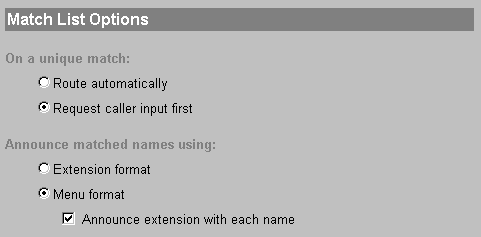 Match List Options
On a unique match:
Route automatically
Request caller input first
Announce matched names using:
Extension format
Menu format
Announce extension with each name